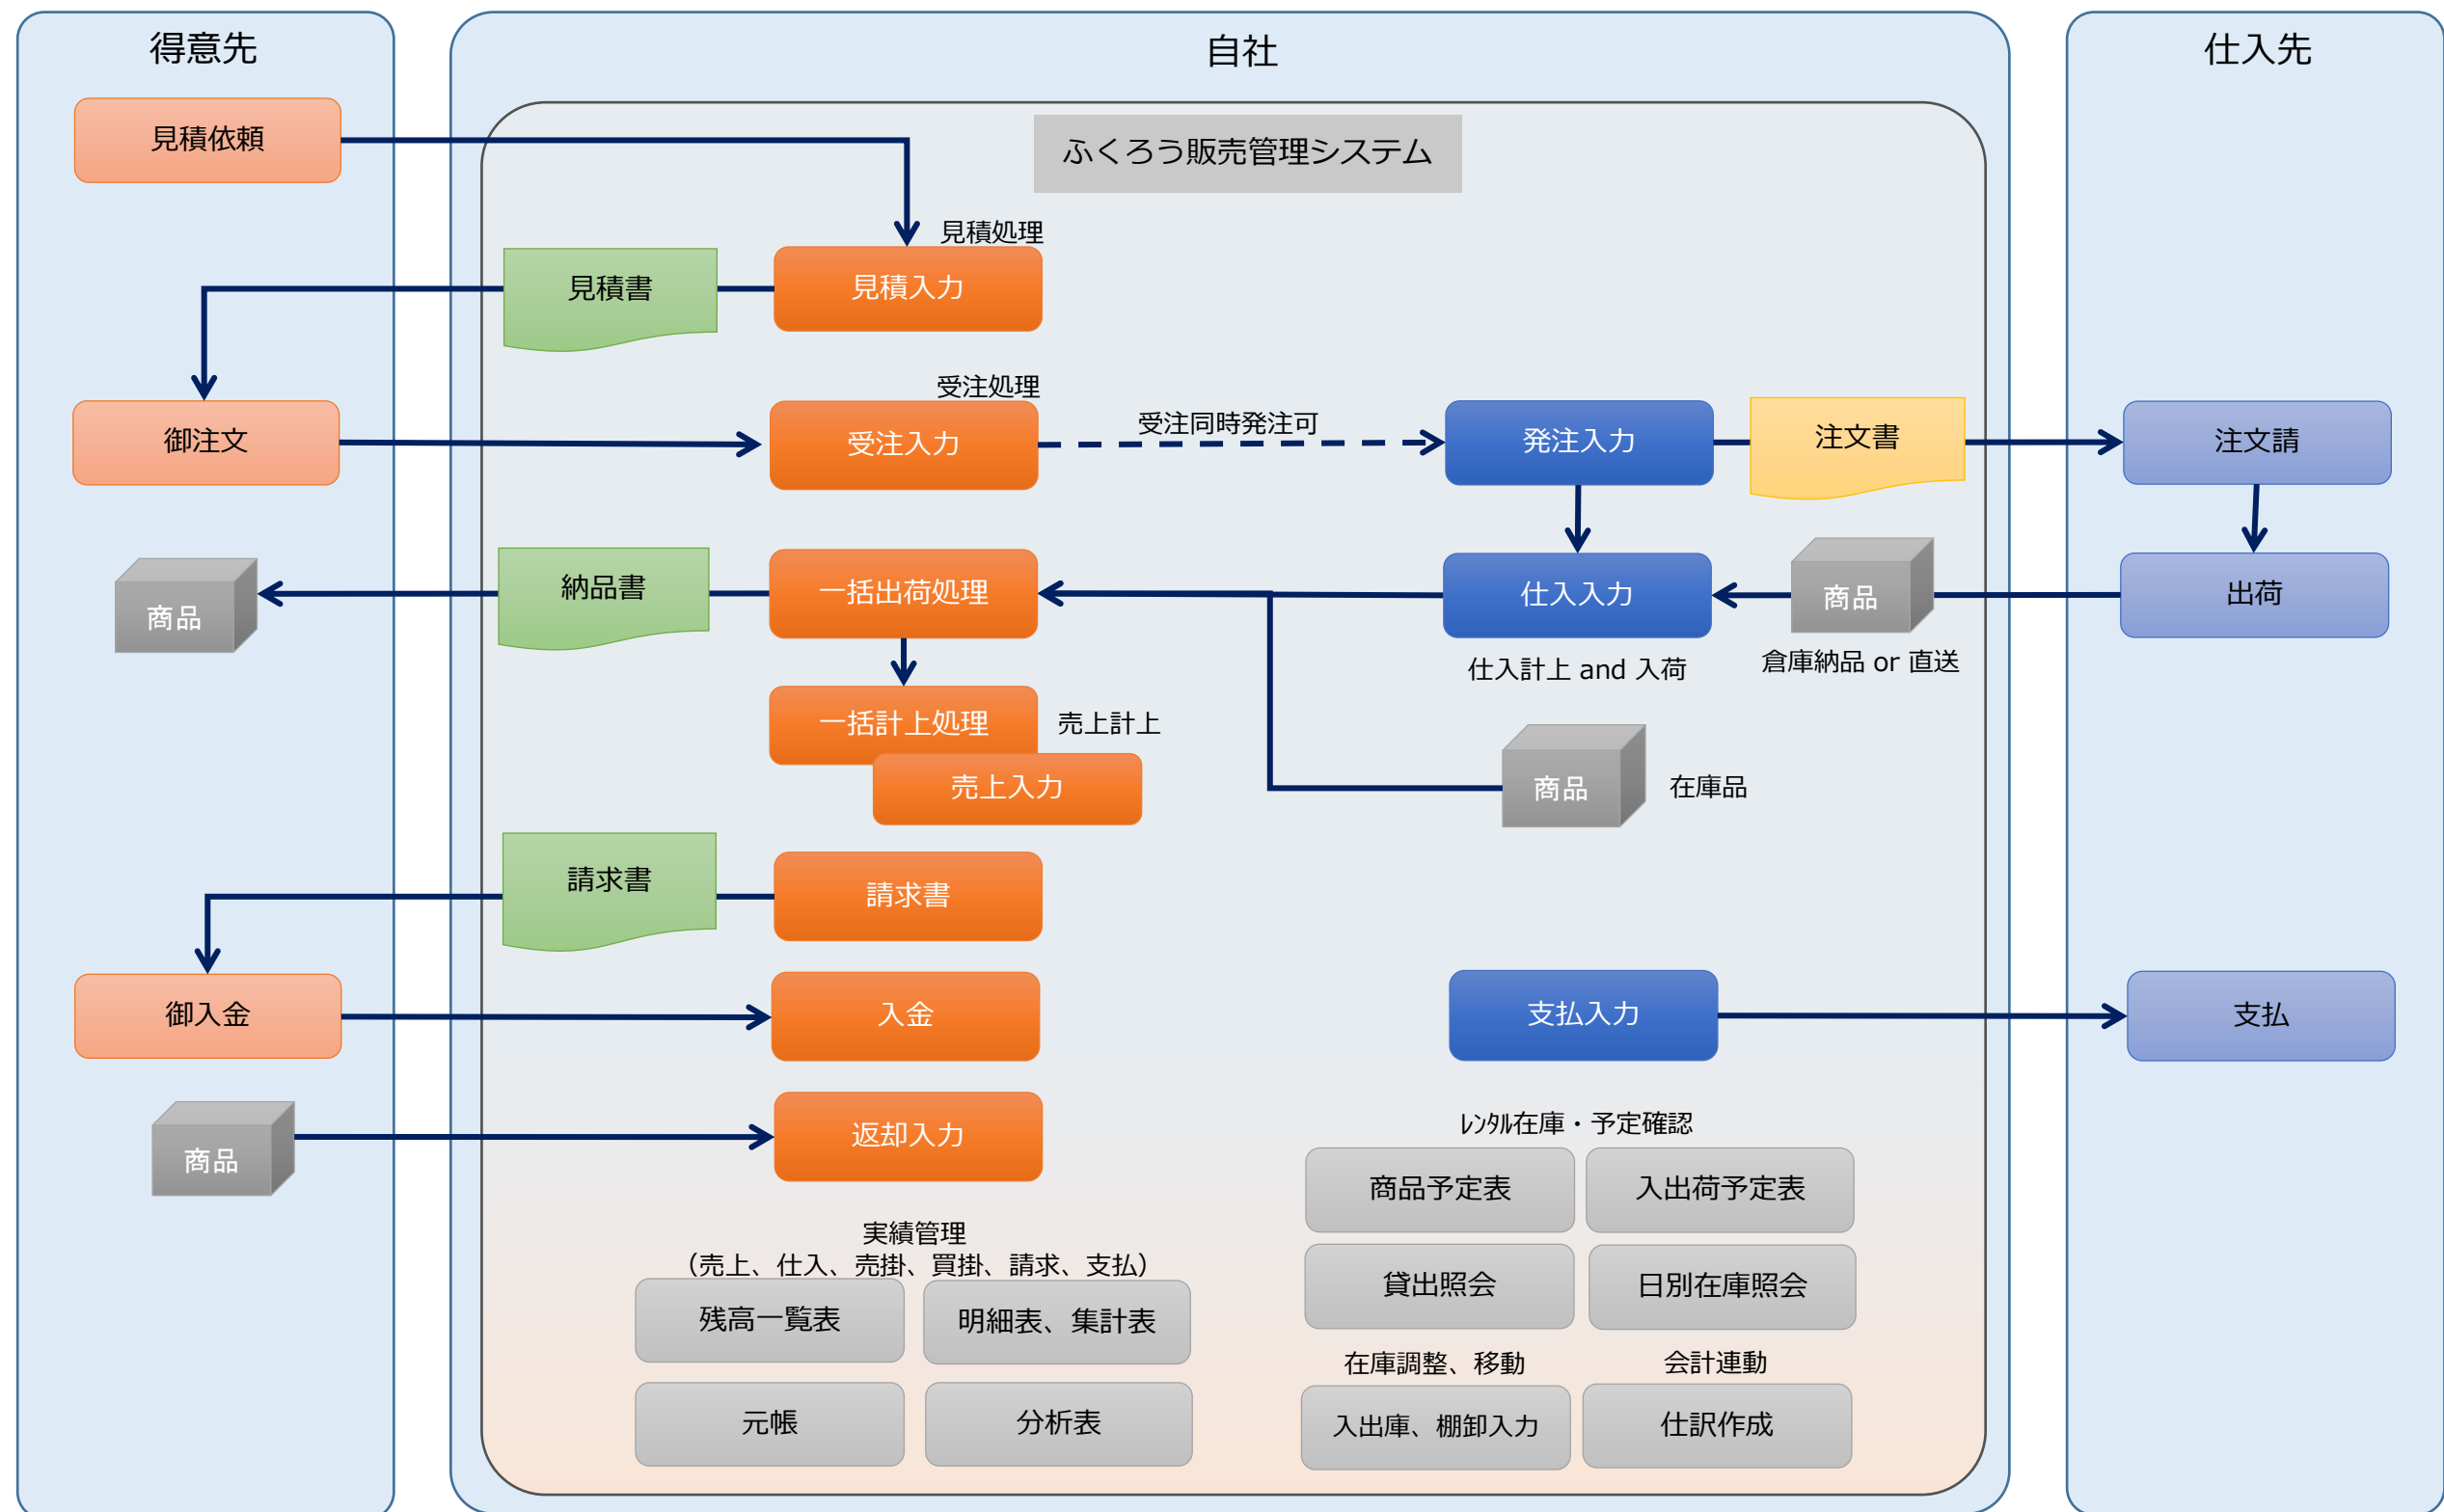 得意先
自社
仕入先
見積依頼
ふくろう販売管理システム
見積処理
見積書
見積入力
受注処理
御注文
受注入力
受注同時発注可
発注入力
注文書
注文請
商品
納品書
一括出荷処理
仕入入力
商品
出荷
仕入計上 and 入荷
倉庫納品 or 直送
一括計上処理
売上計上
売上入力
商品
在庫品
請求書
請求書
御入金
入金
支払入力
支払
商品
返却入力
ﾚﾝﾀﾙ在庫・予定確認
商品予定表
入出荷予定表
貸出照会
日別在庫照会
実績管理
（売上、仕入、売掛、買掛、請求、支払）
残高一覧表
明細表、集計表
元帳
分析表
在庫調整、移動
会計連動
入出庫、棚卸入力
仕訳作成